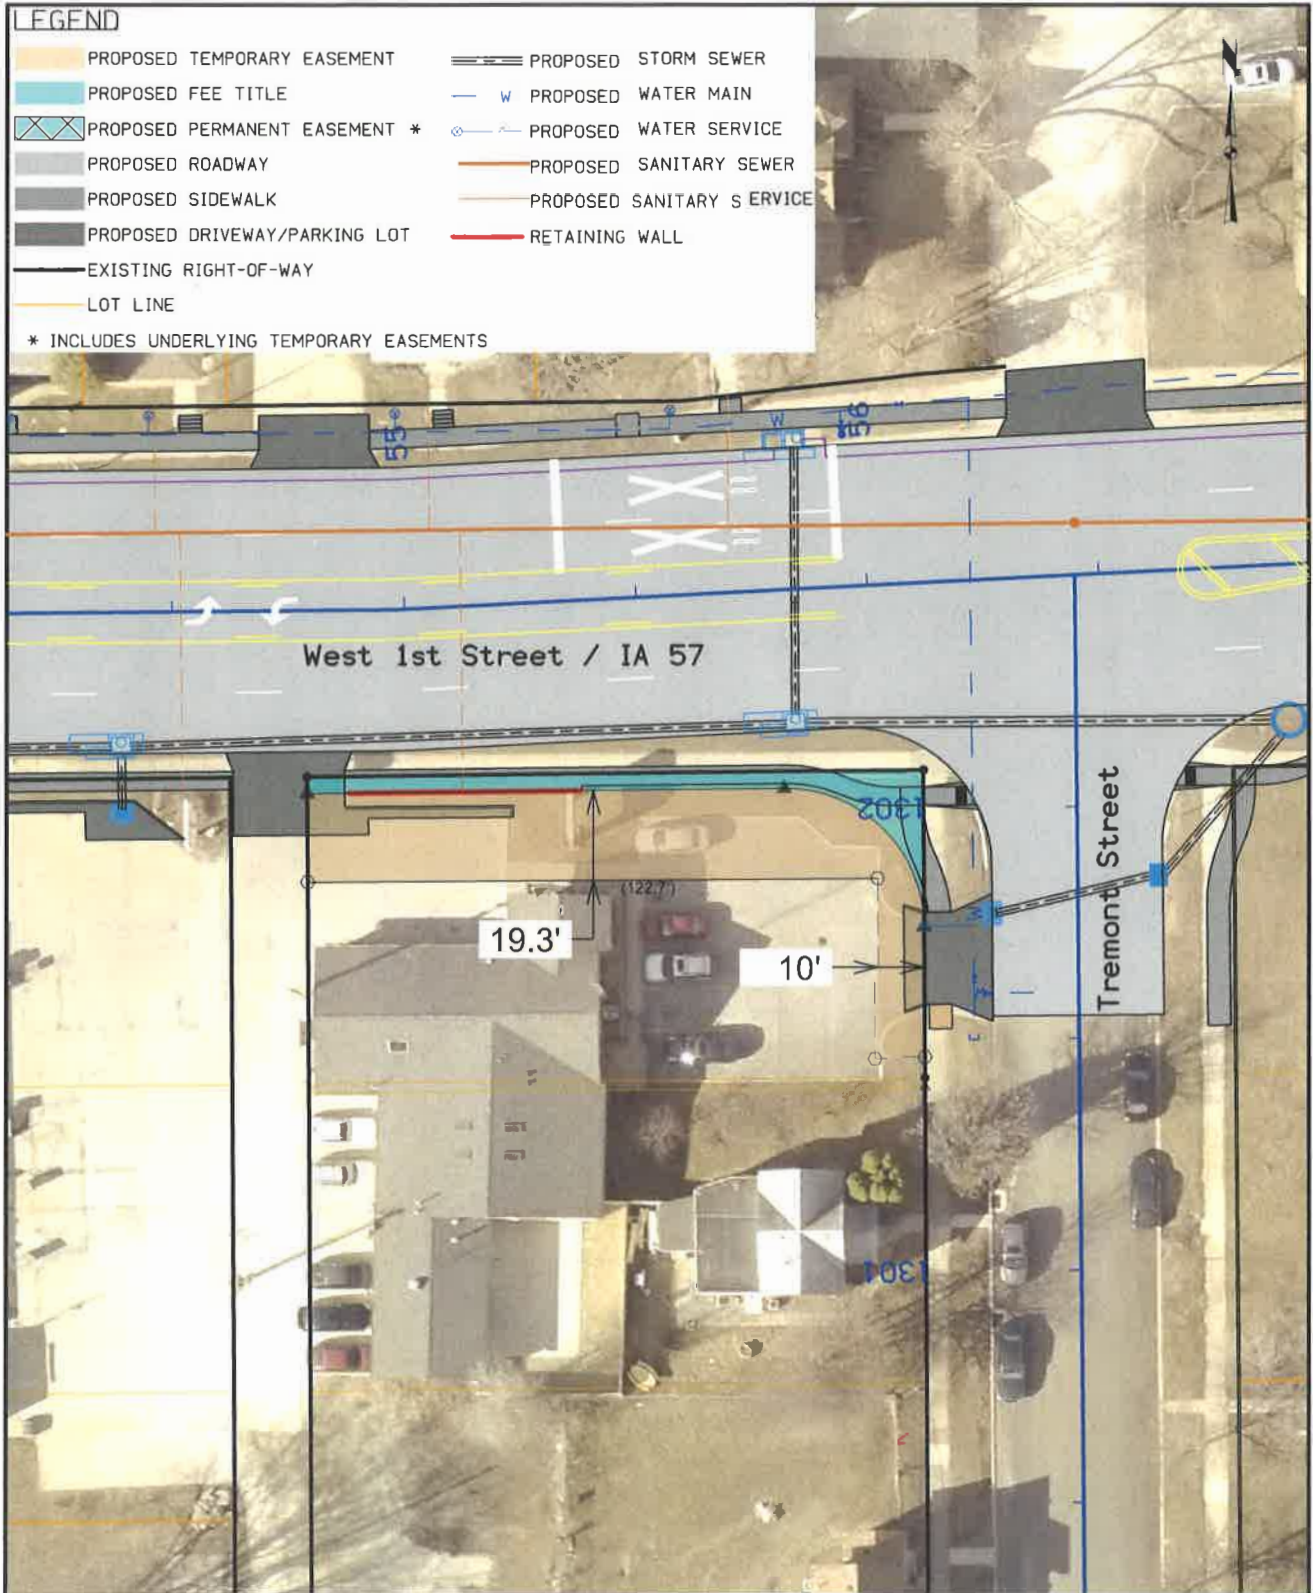 LEGEND
PROPOSED TEMPORARY EASEMENT
PROPOSED FEE TITLE
PROPOSED PERMANENT EASEMENT *
PROPOSED ROADWAY
PROPOSED SIDEWALK
PROPOSED DRIVEWAY/PARKING LOT
EXISTING RIGHT-OF-WAY
LOT LINE
* INCLUDES UNDERLYING TEMPORARY EASEMENTS
PROPOSED STORM SEWER
W PROPOSED WATER MAIN
PROPOSED WATER SERVICE
PROPOSED SANITARY SEWER
PROPOSED SANITARY S ERVICE
RETAINING WALL
N
55
W
56
West 1st Street / IA 57
1302
Tremont Street
(122.7')
19.3'
10'
W
1301